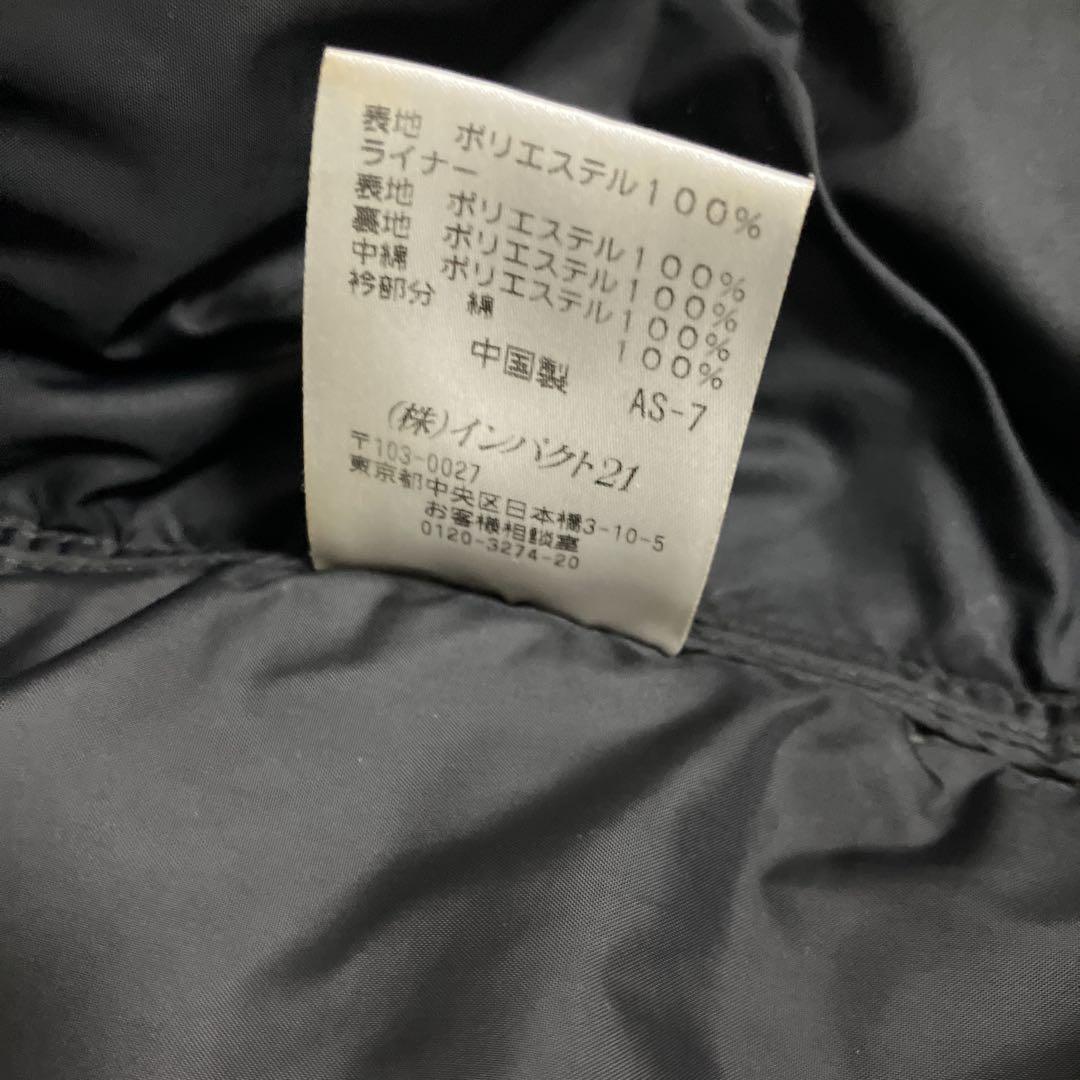 表地 ポリエステル100%
ライナー
表地 ポリエステル100%
裏地 ポリエステル100%
中綿 ポリエステル100%
衿部分 綿 100%
中国製 AS-7
(株)インパクト21
〒103-0027
東京都中央区日本橋3-10-5
お客様相談室
0120-3274-20